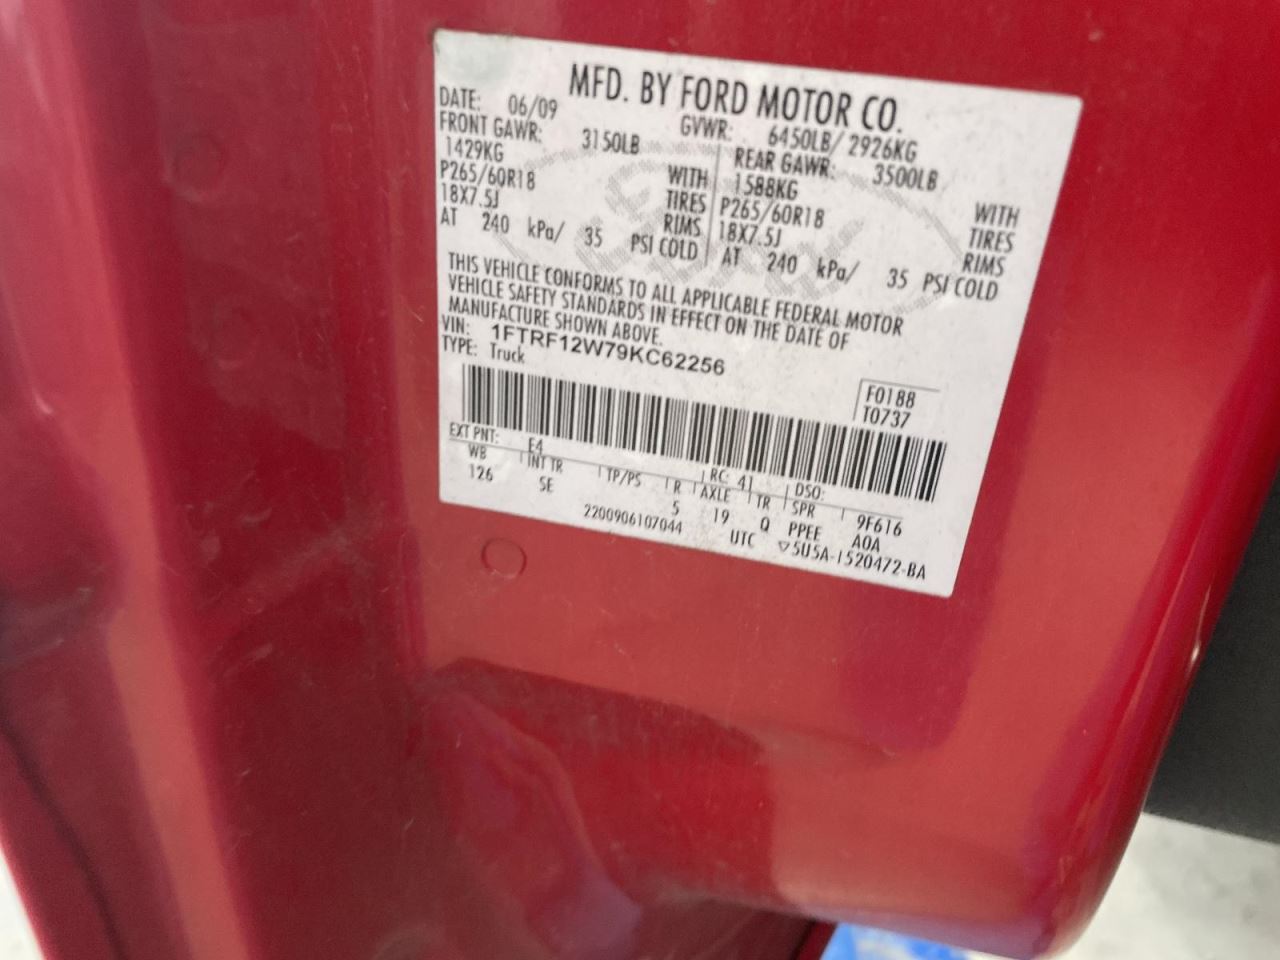 MFD. BY FORD MOTOR CO.
DATE: 06/09 GVWR: 6450LB/ 2926KG
FRONT GAWR: 3150LB REAR GAWR: 3500LB
1429KG WITH 1588KG WITH
P265/60R18 TIRES P265/60R18 TIRES
18X7.5J RIMS 18X7.5J RIMS
AT 240 kPa/ 35 PSI COLD AT 240 kPa/ 35 PSI COLD
THIS VEHICLE CONFORMS TO ALL APPLICABLE FEDERAL MOTOR
VEHICLE SAFETY STANDARDS IN EFFECT ON THE DATE OF
MANUFACTURE SHOWN ABOVE.
VIN: 1FTRF12W79KC62256
TYPE: Truck
F0188
T0737
EXT PNT: E4 RC: 41 DSO:
WB INT TR TP/PS R AXLE TR SPR 9F616
126 SE 5 19 Q PPEE A0A
2200906107044 UTC ▽5U5A-1520472-BA